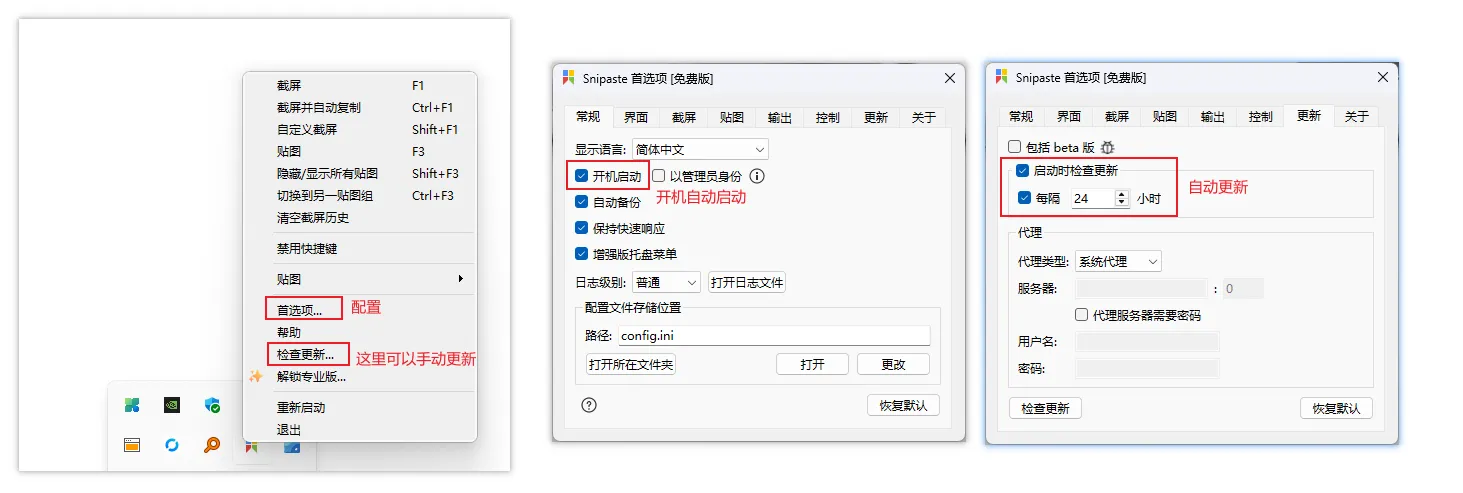 截屏 F1
截屏并自动复制 Ctrl+F1
自定义截屏 Shift+F1
贴图 F3
隐藏/显示所有贴图 Shift+F3
切换到另一贴图组 Ctrl+F3
清空截屏历史
禁用快捷键
贴图
首选项... 配置
帮助
检查更新... 这里可以手动更新
解锁专业版...
重新启动
退出
Snipaste 首选项 [免费版]
常规 界面 截屏 贴图 输出 控制 更新 关于
显示语言: 简体中文
开机启动 以管理员身份
自动备份 开机自动启动
保持快速响应
增强版托盘菜单
日志级别: 普通 打开日志文件
配置文件存储位置
路径: config.ini
打开所在文件夹 打开 更改
恢复默认
Snipaste 首选项 [免费版]
常规 界面 截屏 贴图 输出 控制 更新 关于
包括 beta 版
启动时检查更新
自动更新
每隔 24 小时
代理
代理类型: 系统代理
服务器: : 0
代理服务器需要密码
用户名:
密码:
检查更新 恢复默认